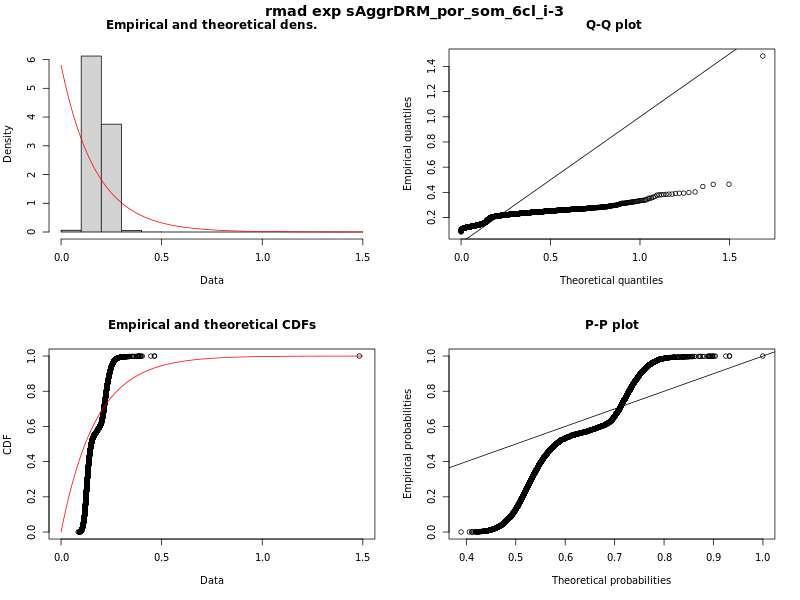 rmad exp sAggrDRM_por_som_6cl_i-3
Empirical and theoretical dens.
Density
0 1 2 3 4 5 6
0.0 0.5 1.0 1.5
Data
Q-Q plot
Empirical quantiles
0.2 0.4 0.6 0.8 1.0 1.2 1.4
0.0 0.5 1.0 1.5
Theoretical quantiles
Empirical and theoretical CDFs
CDF
0.0 0.2 0.4 0.6 0.8 1.0
0.0 0.5 1.0 1.5
Data
P-P plot
Empirical probabilities
0.0 0.2 0.4 0.6 0.8 1.0
0.4 0.5 0.6 0.7 0.8 0.9 1.0
Theoretical probabilities